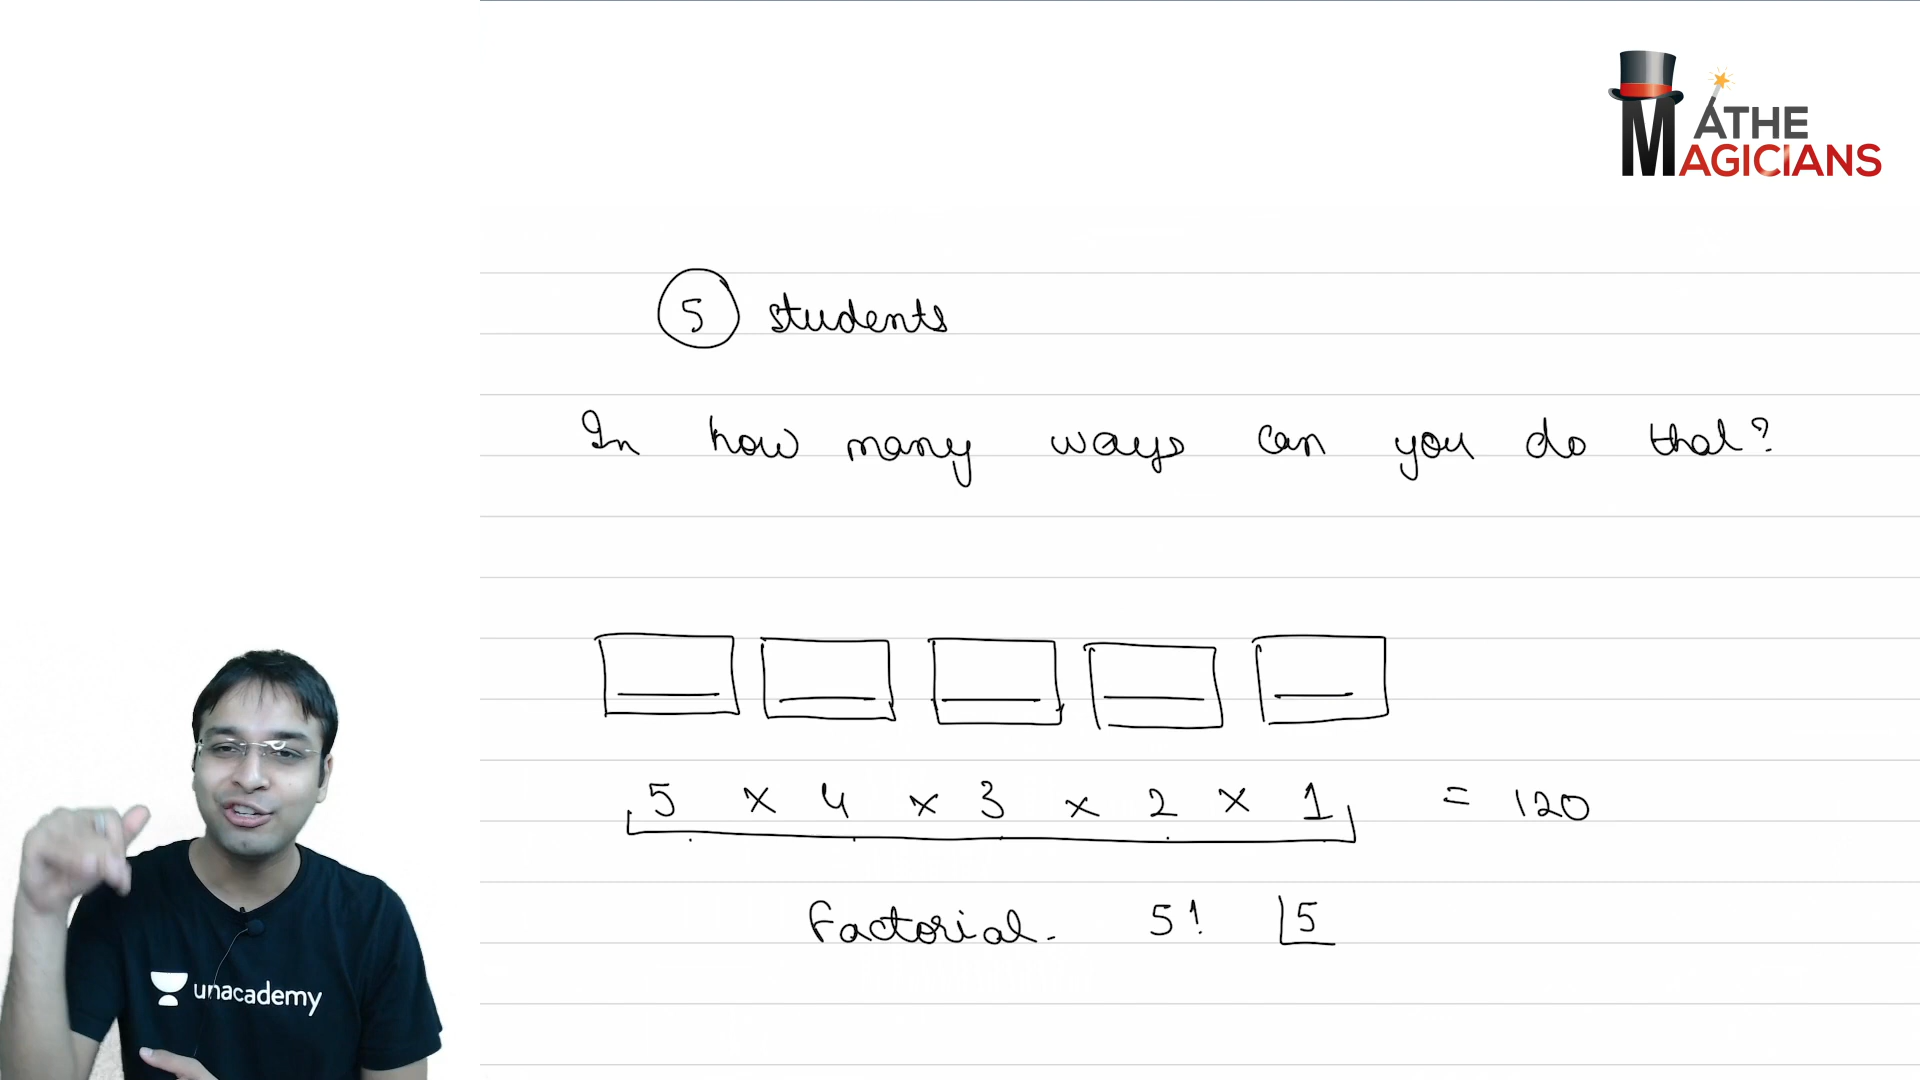 MATHE
MAGICIANS
5 students
In how many ways can you do that?
5 x 4 x 3 x 2 x 1 = 120
Factorial. 5! |5
unacademy